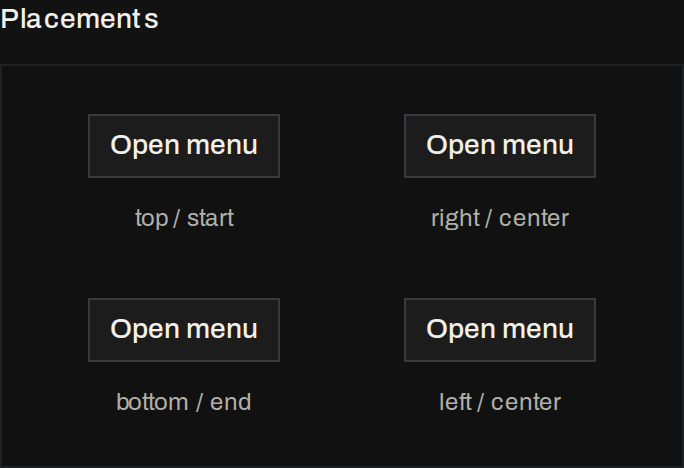 Placements
Open menu
Open menu
top / start
right / center
Open menu
Open menu
bottom / end
left / center